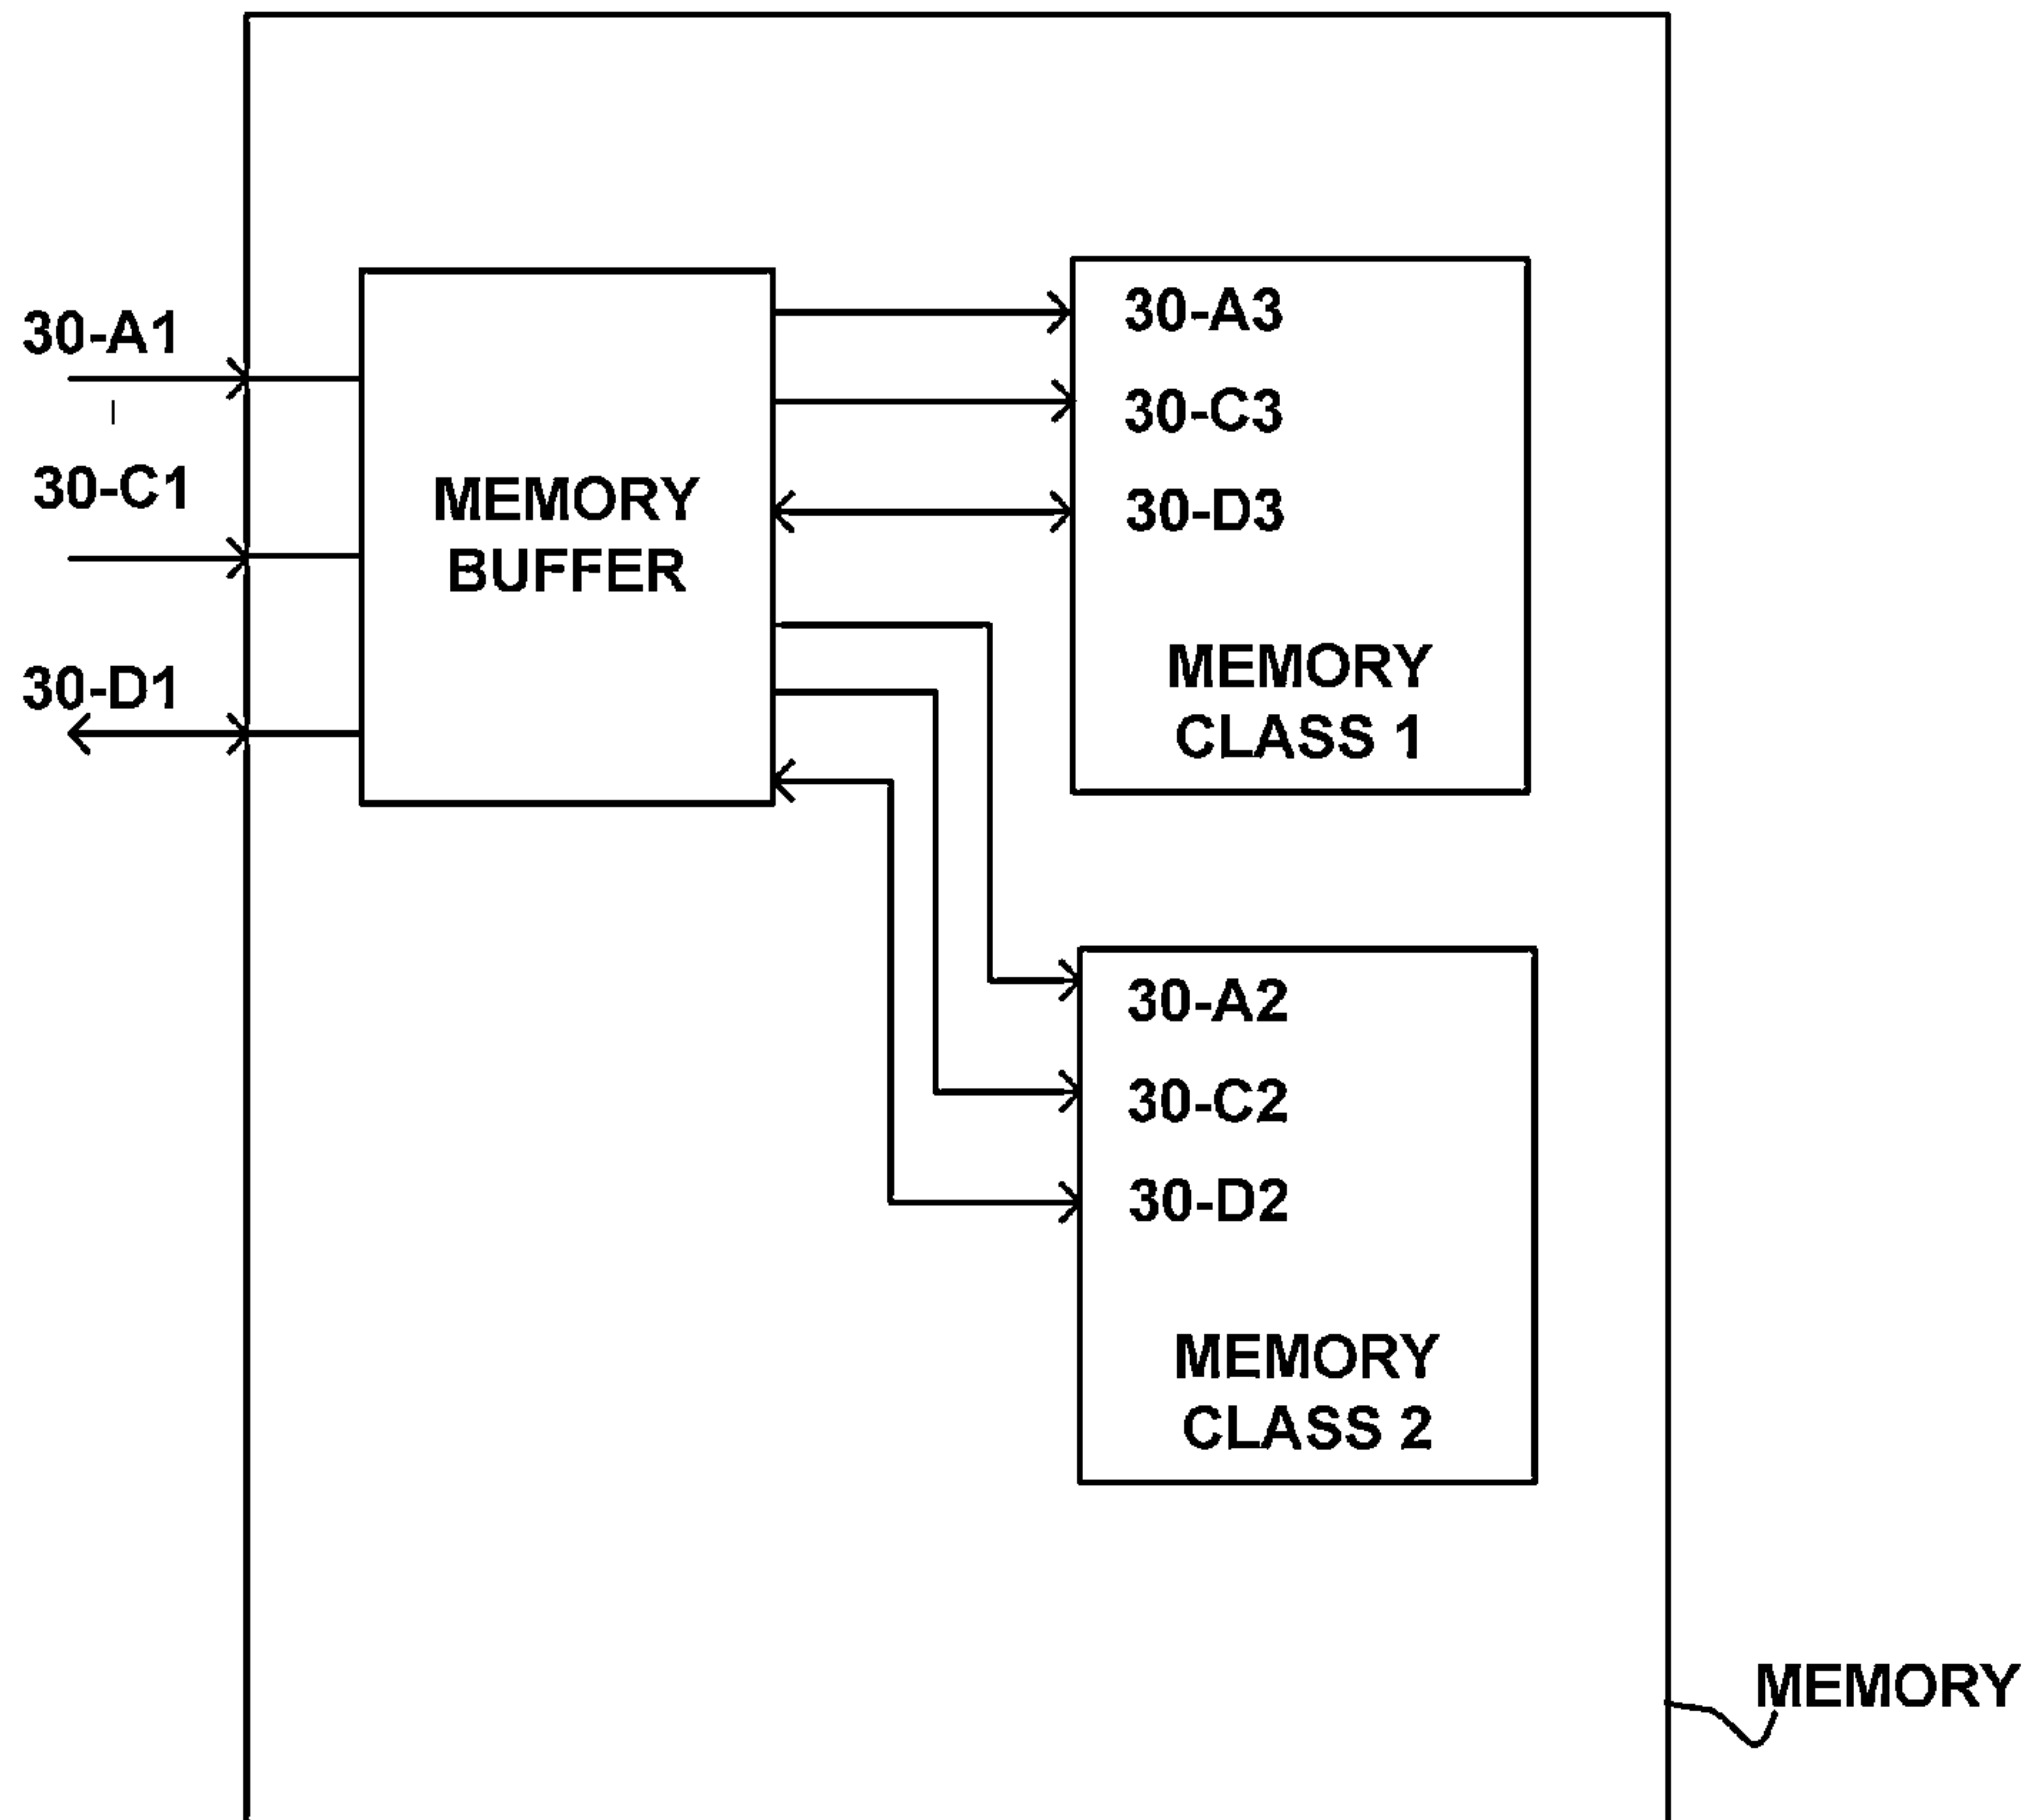 30-A1
30-C1
30-D1
MEMORY
BUFFER
30-A3
30-C3
30-D3
MEMORY
CLASS 1
30-A2
30-C2
30-D2
MEMORY
CLASS 2
MEMORY